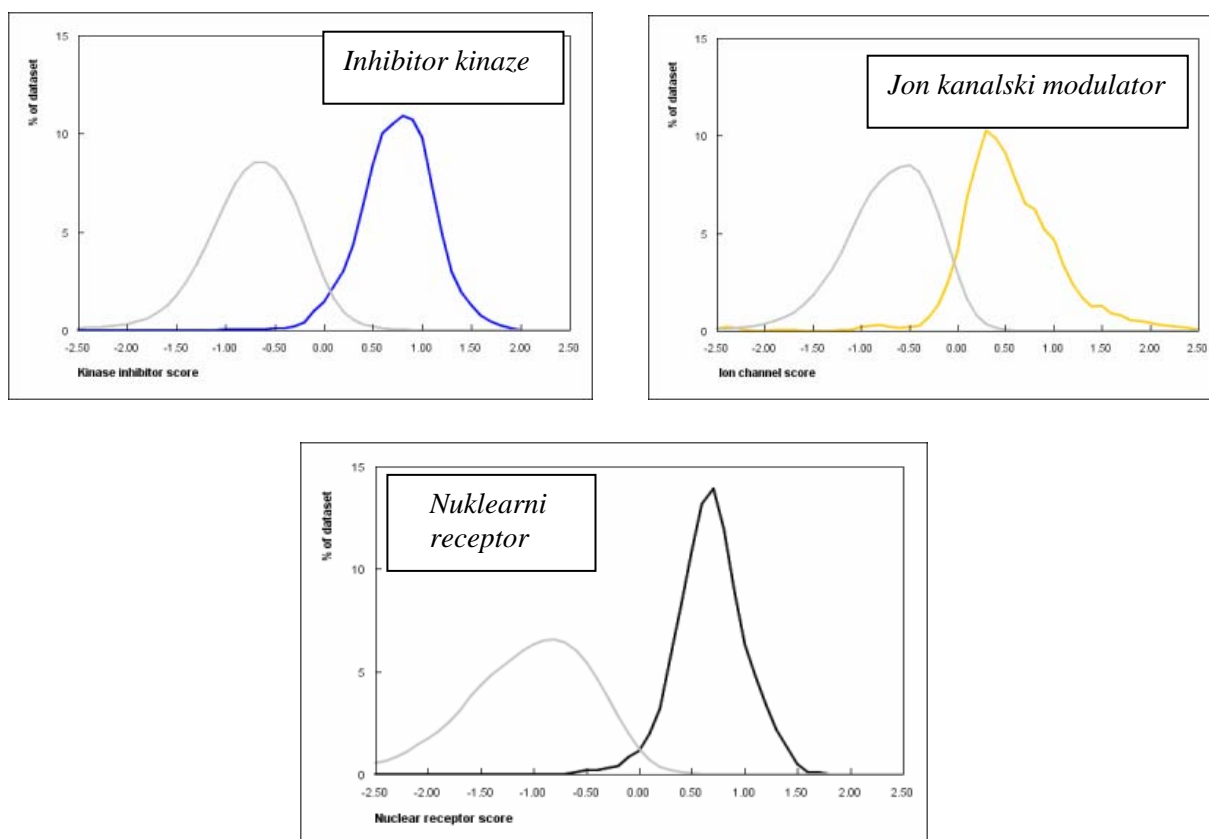 Inhibitor kinaze
% of dataset
15
10
5
0
-2.50 -2.00 -1.50 -1.00 -0.50 0.00 0.50 1.00 1.50 2.00 2.50
Kinase inhibitor score
Jon kanalski modulator
% of dataset
15
10
5
0
-2.50 -2.00 -1.50 -1.00 -0.50 0.00 0.50 1.00 1.50 2.00 2.50
Ion channel score
Nuklearni
receptor
% of dataset
15
10
5
0
-2.50 -2.00 -1.50 -1.00 -0.50 0.00 0.50 1.00 1.50 2.00 2.50
Nuclear receptor score